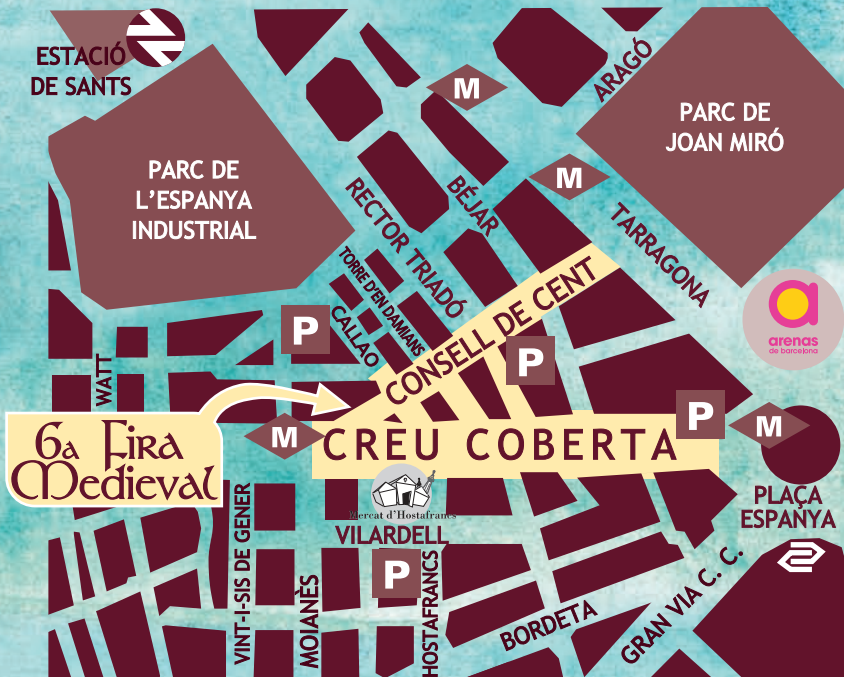 ESTACIÓ
DE SANTS
M
ARAGÓ
PARC DE
JOAN MIRÓ
PARC DE
L'ESPANYA
INDUSTRIAL
M
RECTOR TRIADÓ
BÉJAR
TARRAGONA
TORRE D'EN DAMIANS
CALLAO
CONSELL DE CENT
P
P
a
arenas
de barcelona
WATT
6a Fira
Medieval
M
CREU COBERTA
P
M
PLAÇA
ESPANYA
Mercat d'Hostafrancs
VILARDELL
P
VINT-I-SIS DE GENER
MOIANÈS
HOSTAFRANCS
BORDETA
GRAN VIA C. C.